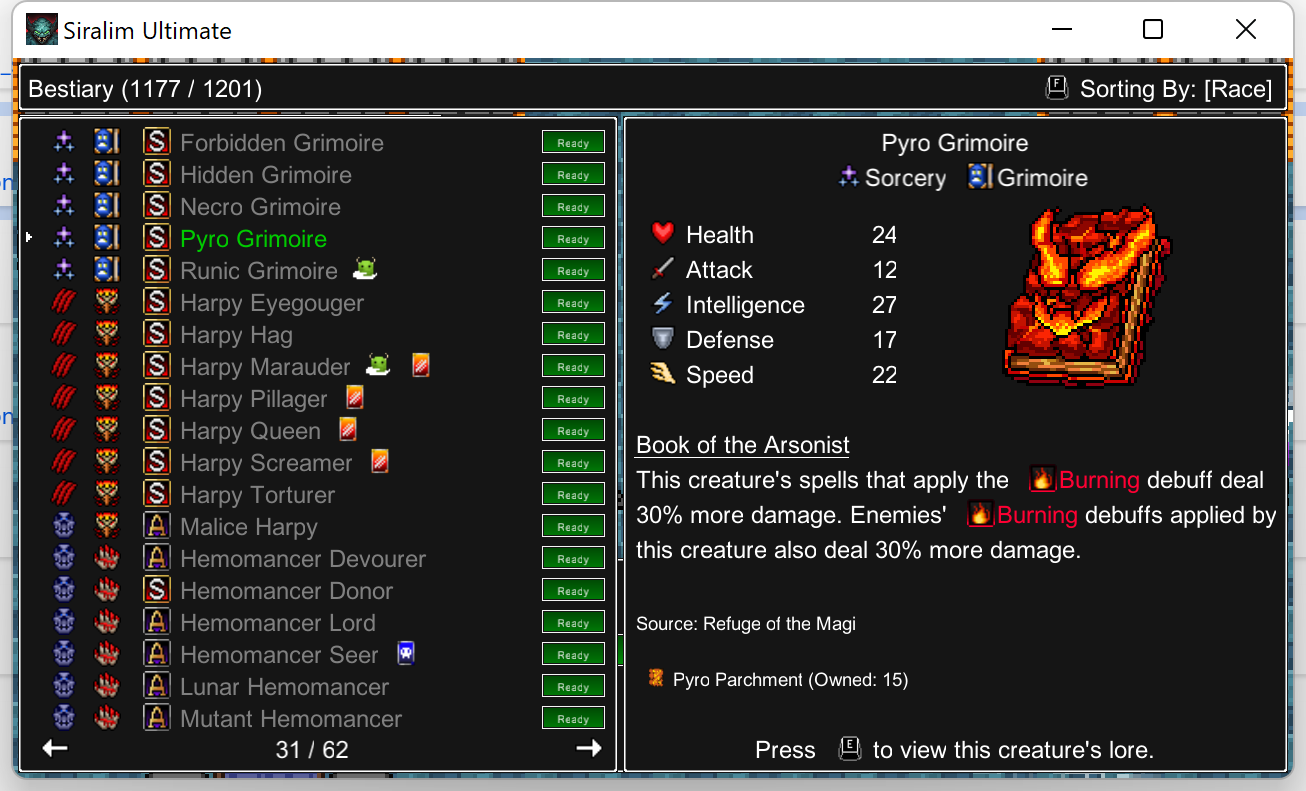 Siralim Ultimate
Bestiary (1177 / 1201)
F Sorting By: [Race]
S Forbidden Grimoire Ready
S Hidden Grimoire Ready
S Necro Grimoire Ready
S Pyro Grimoire Ready
S Runic Grimoire Ready
S Harpy Eyegouger Ready
S Harpy Hag Ready
S Harpy Marauder Ready
S Harpy Pillager Ready
S Harpy Queen Ready
S Harpy Screamer Ready
S Harpy Torturer Ready
A Malice Harpy Ready
A Hemomancer Devourer Ready
S Hemomancer Donor Ready
A Hemomancer Lord Ready
A Hemomancer Seer Ready
A Lunar Hemomancer Ready
A Mutant Hemomancer Ready
31 / 62
Pyro Grimoire
Sorcery Grimoire
Health 24
Attack 12
Intelligence 27
Defense 17
Speed 22
Book of the Arsonist
This creature's spells that apply the Burning debuff deal
30% more damage. Enemies' Burning debuffs applied by
this creature also deal 30% more damage.
Source: Refuge of the Magi
Pyro Parchment (Owned: 15)
Press E to view this creature's lore.